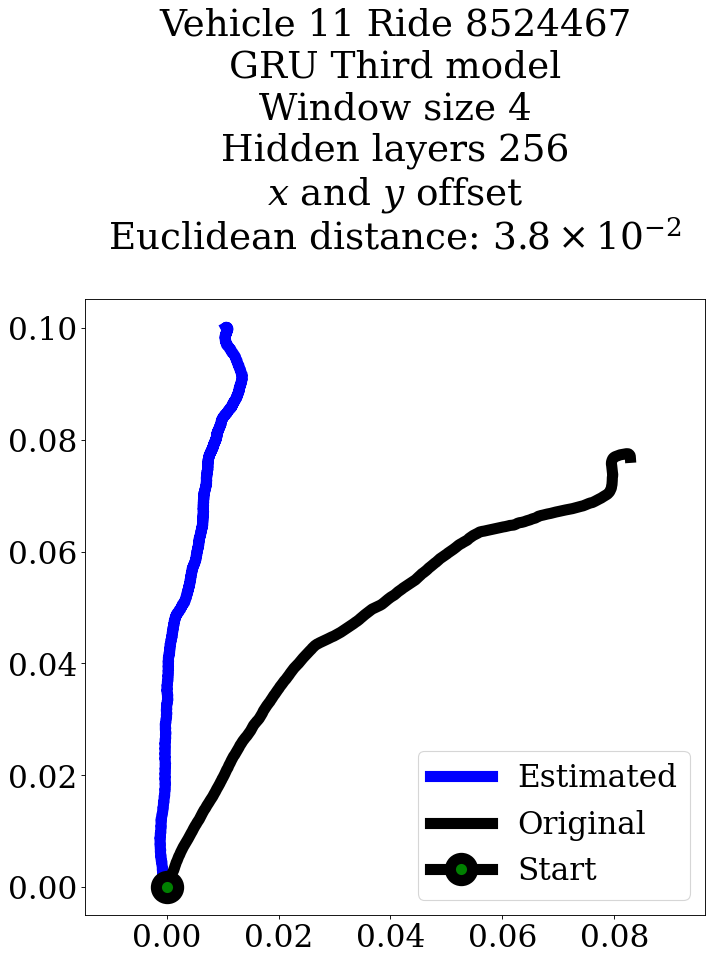 Vehicle 11 Ride 8524467
GRU Third model
Window size 4
Hidden layers 256
x and y offset
Euclidean distance: 3.8 × 10⁻²
0.10
0.08
0.06
0.04
0.02
0.00
Estimated
Original
Start
0.00 0.02 0.04 0.06 0.08